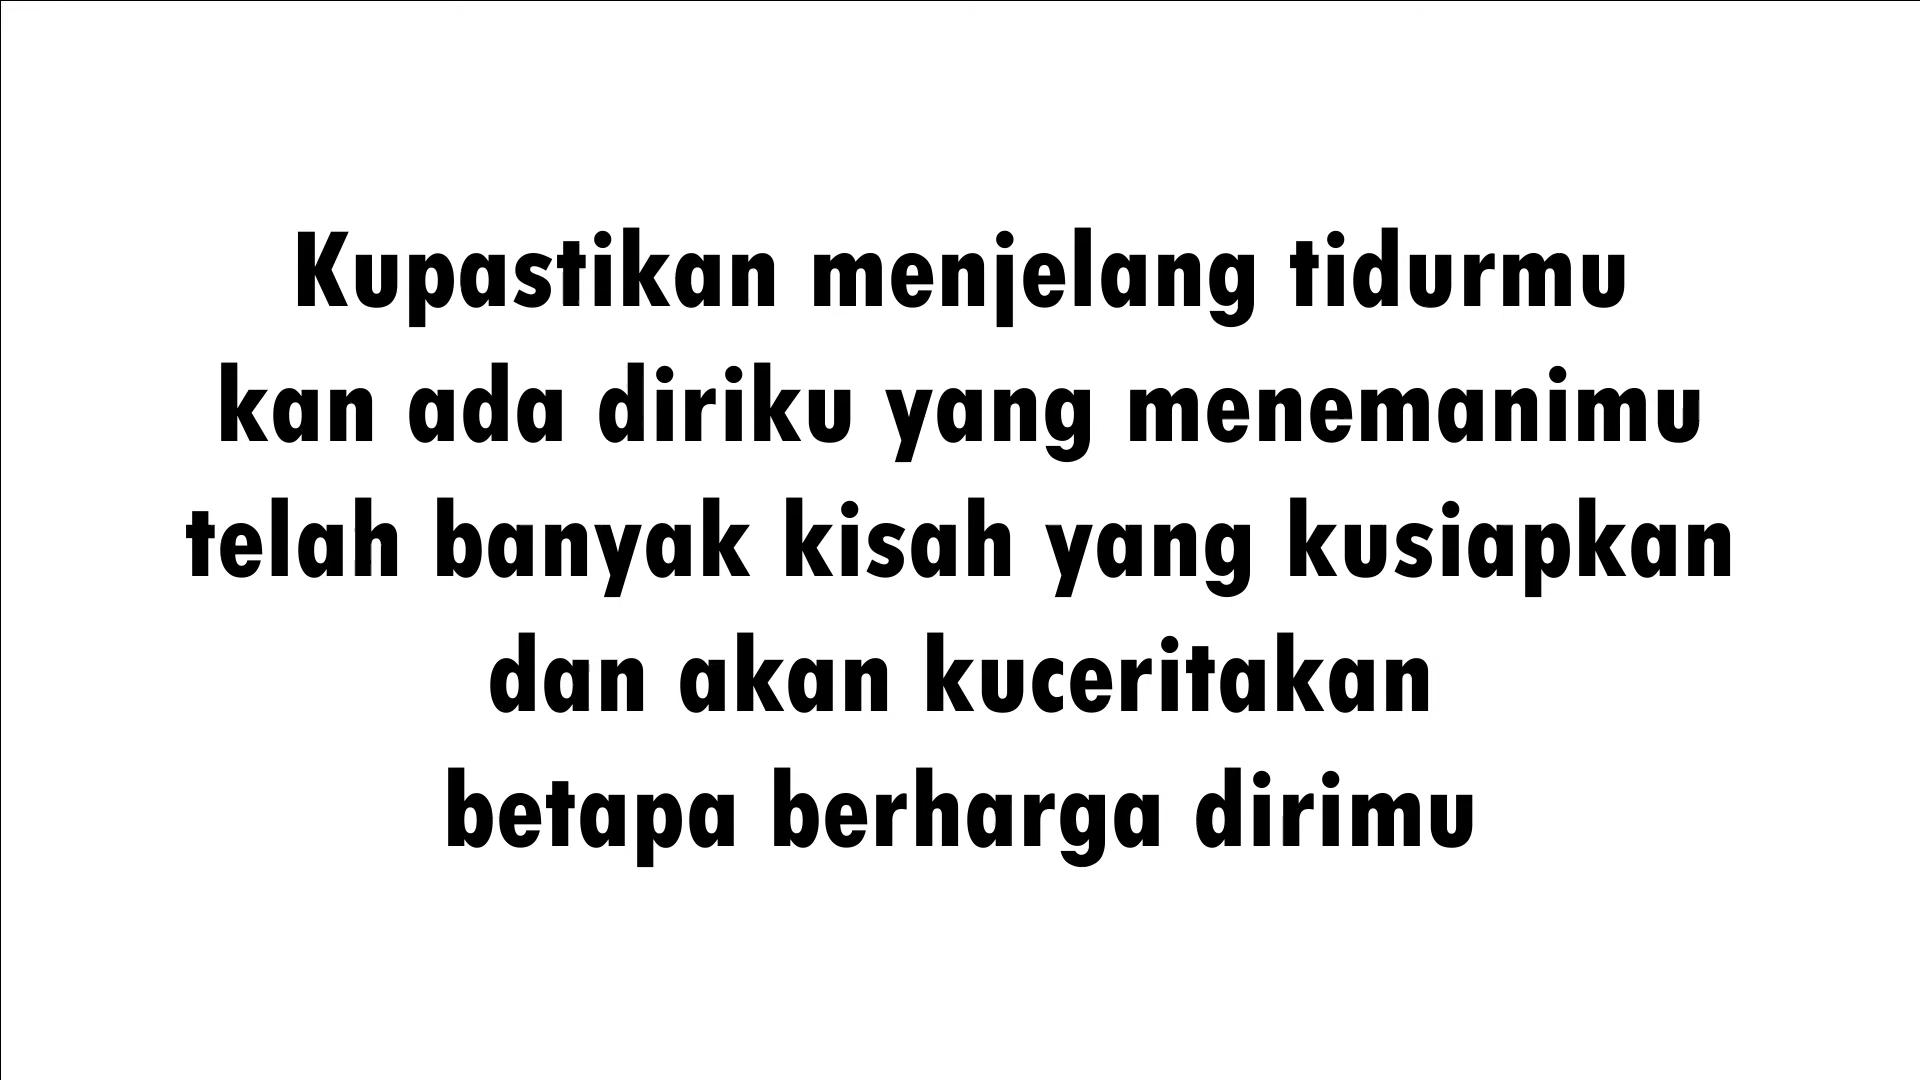 Kupastikan menjelang tidurmu
kan ada diriku yang menemanimu
telah banyak kisah yang kusiapkan
dan akan kuceritakan
betapa berharga dirimu